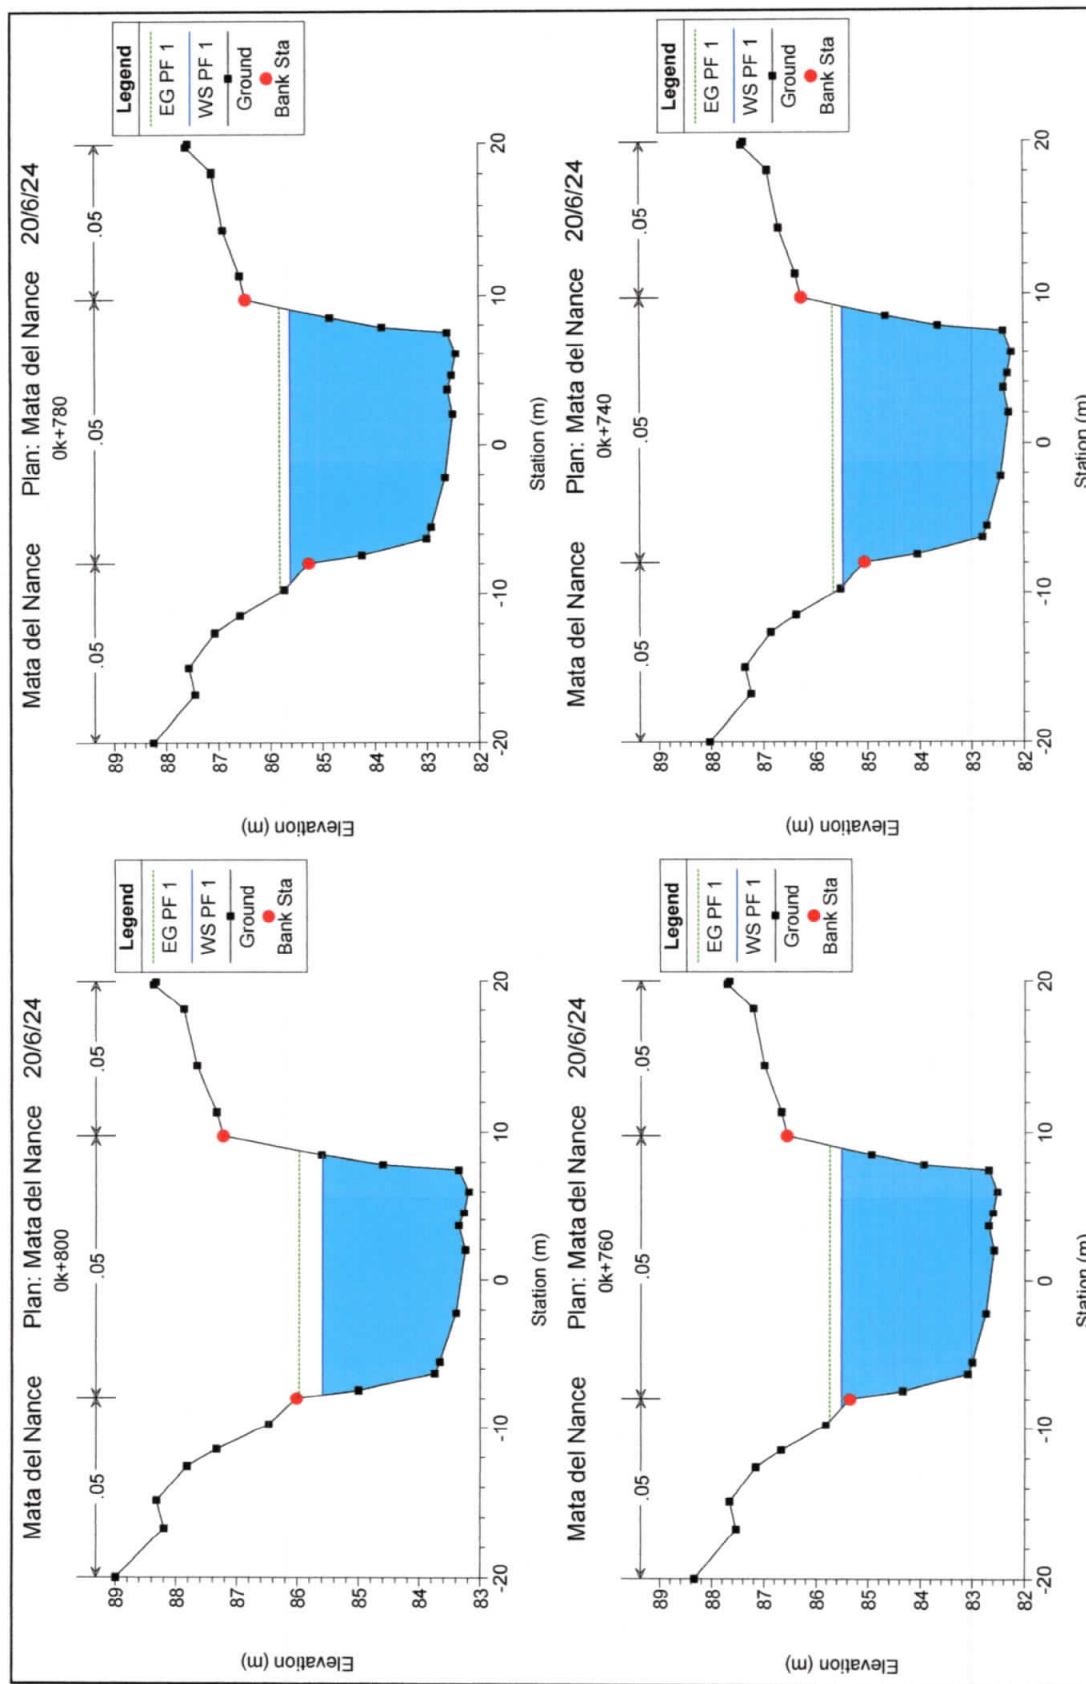 Mata del Nance Plan: Mata del Nance 20/6/24
0k+800
.05
.05
.05
Legend
EG PF 1
WS PF 1
Ground
Bank Sta
89
88
87
86
85
84
83
Elevation (m)
-20
-10
0
10
20
Station (m)
Mata del Nance Plan: Mata del Nance 20/6/24
0k+780
.05
.05
.05
Legend
EG PF 1
WS PF 1
Ground
Bank Sta
89
88
87
86
85
84
83
82
Elevation (m)
-20
-10
0
10
20
Station (m)
Mata del Nance Plan: Mata del Nance 20/6/24
0k+760
.05
.05
.05
Legend
EG PF 1
WS PF 1
Ground
Bank Sta
89
88
87
86
85
84
83
82
Elevation (m)
-20
-10
0
10
20
Station (m)
Mata del Nance Plan: Mata del Nance 20/6/24
0k+740
.05
.05
.05
Legend
EG PF 1
WS PF 1
Ground
Bank Sta
89
88
87
86
85
84
83
82
Elevation (m)
-20
-10
0
10
20
Station (m)